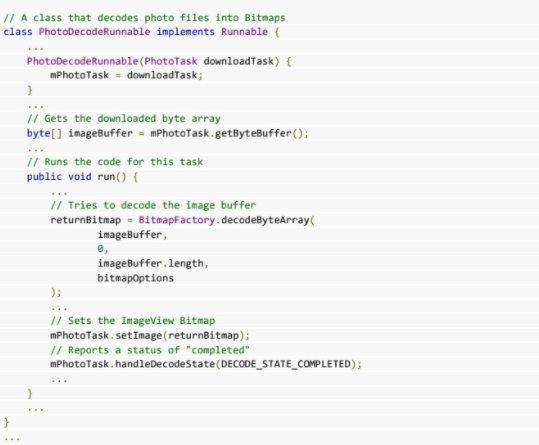 // A class that decodes photo files into Bitmaps
class PhotoDecodeRunnable implements Runnable {
    ...
    PhotoDecodeRunnable(PhotoTask downloadTask) {
        mPhotoTask = downloadTask;
    }
    ...
    // Gets the downloaded byte array
    byte[] imageBuffer = mPhotoTask.getByteBuffer();
    ...
    // Runs the code for this task
    public void run() {
        ...
        // Tries to decode the image buffer
        returnBitmap = BitmapFactory.decodeByteArray(
                imageBuffer,
                0,
                imageBuffer.length,
                bitmapOptions
        );
        ...
        // Sets the ImageView Bitmap
        mPhotoTask.setImage(returnBitmap);
        // Reports a status of "completed"
        mPhotoTask.handleDecodeState(DECODE_STATE_COMPLETED);
        ...
    }
    ...
}
...